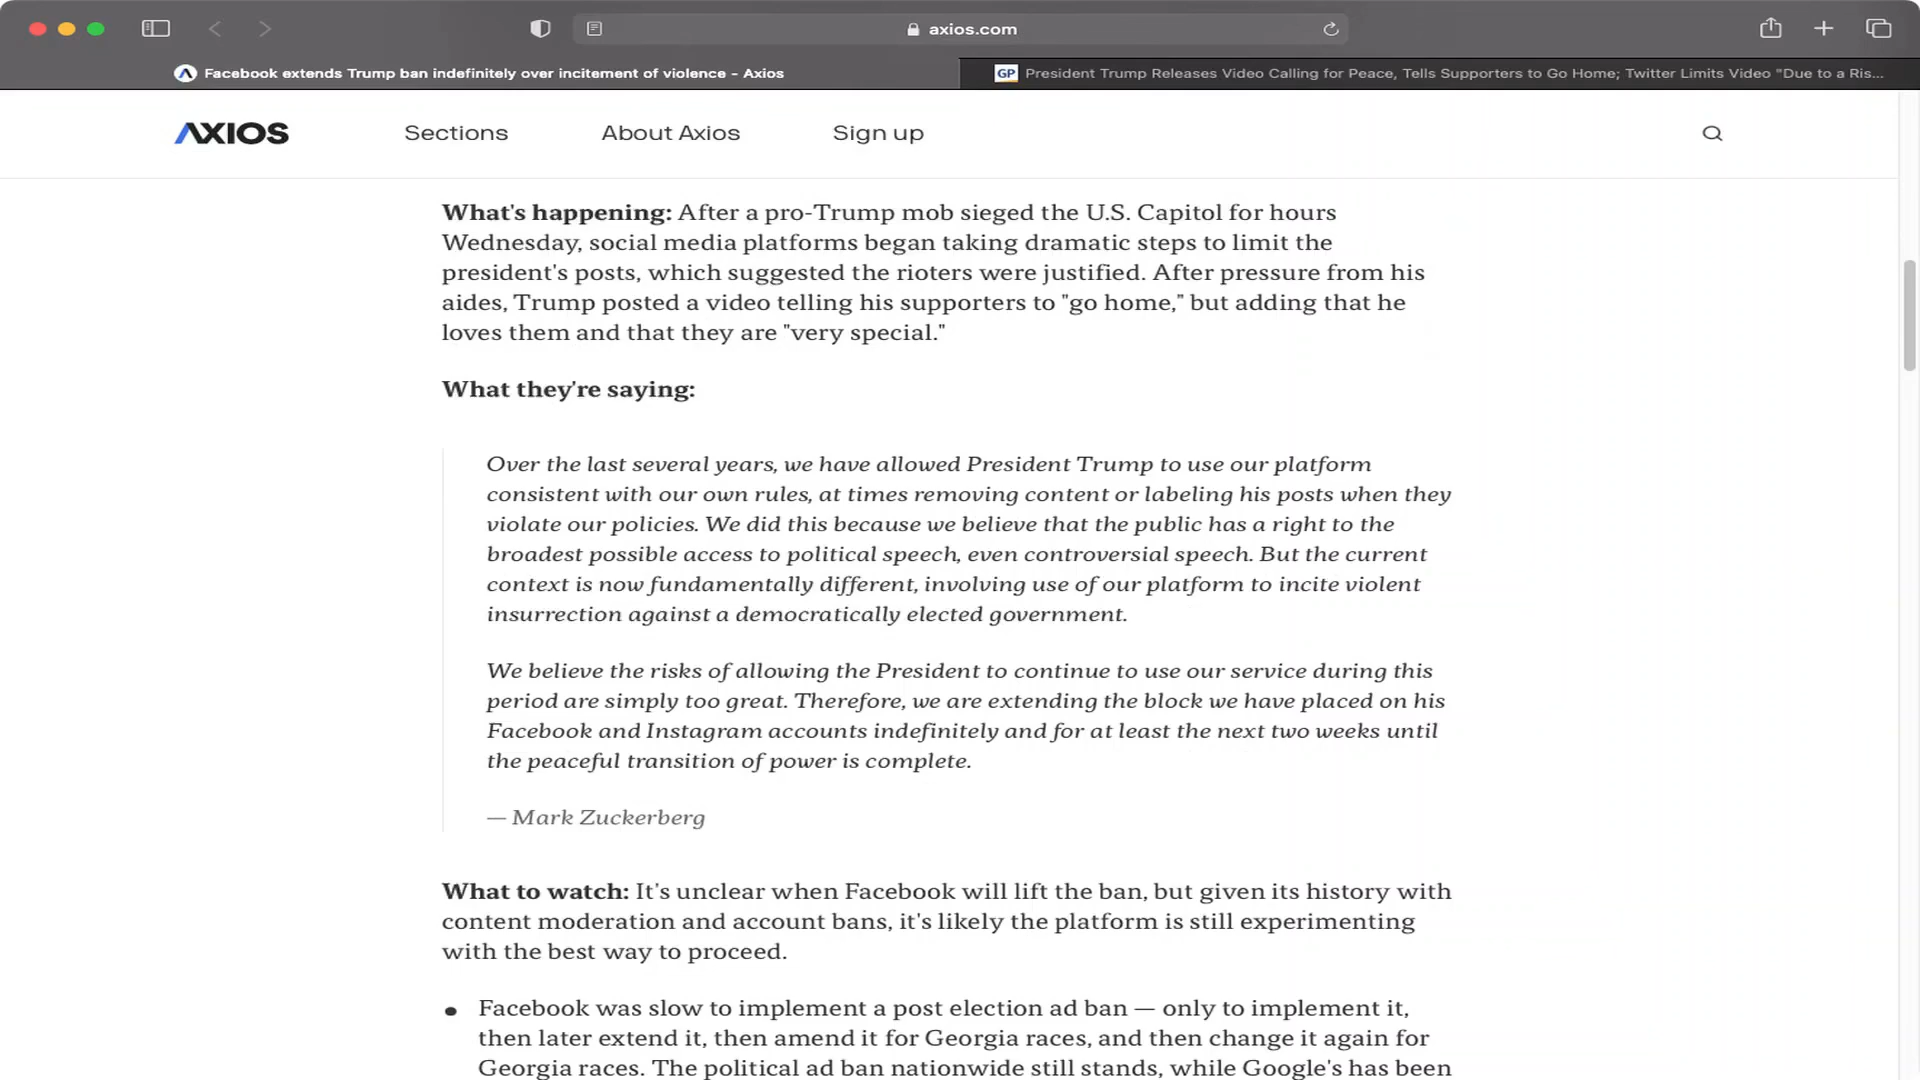 axios.com
Facebook extends Trump ban indefinitely over incitement of violence – Axios
GP President Trump Releases Video Calling for Peace, Tells Supporters to Go Home; Twitter Limits Video "Due to a Ris...
AXIOS Sections About Axios Sign up
What's happening: After a pro-Trump mob sieged the U.S. Capitol for hours
Wednesday, social media platforms began taking dramatic steps to limit the
president's posts, which suggested the rioters were justified. After pressure from his
aides, Trump posted a video telling his supporters to "go home," but adding that he
loves them and that they are "very special."
What they're saying:
Over the last several years, we have allowed President Trump to use our platform
consistent with our own rules, at times removing content or labeling his posts when they
violate our policies. We did this because we believe that the public has a right to the
broadest possible access to political speech, even controversial speech. But the current
context is now fundamentally different, involving use of our platform to incite violent
insurrection against a democratically elected government.
We believe the risks of allowing the President to continue to use our service during this
period are simply too great. Therefore, we are extending the block we have placed on his
Facebook and Instagram accounts indefinitely and for at least the next two weeks until
the peaceful transition of power is complete.
— Mark Zuckerberg
What to watch: It's unclear when Facebook will lift the ban, but given its history with
content moderation and account bans, it's likely the platform is still experimenting
with the best way to proceed.
• Facebook was slow to implement a post election ad ban — only to implement it,
then later extend it, then amend it for Georgia races, and then change it again for
Georgia races. The political ad ban nationwide still stands, while Google's has been